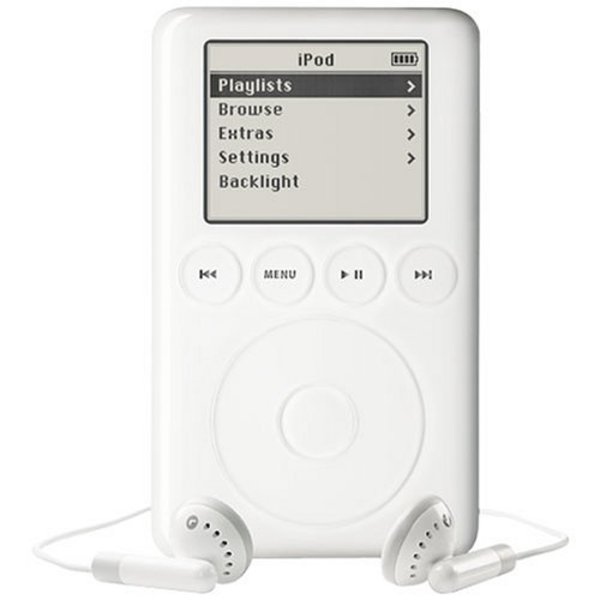 iPod
Playlists
Browse
Extras
Settings
Backlight
MENU